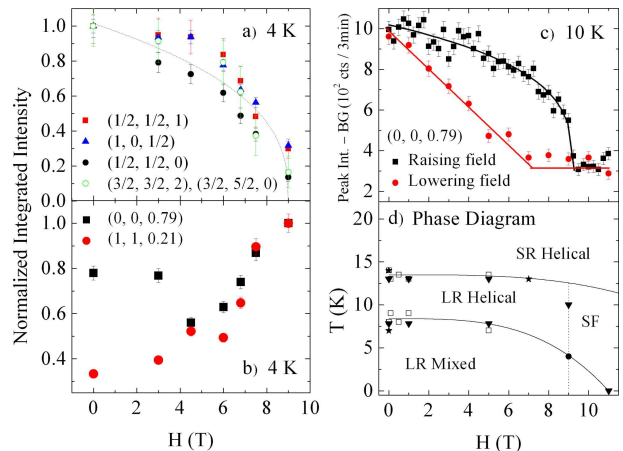 Normalized Integrated Intensity
a) 4 K
1.0
0.8
0.6
0.4
0.2
0.0
(1/2, 1/2, 1)
(1, 0, 1/2)
(1/2, 1/2, 0)
(3/2, 3/2, 2), (3/2, 5/2, 0)
(0, 0, 0.79)
(1, 1, 0.21)
1.0
0.8
0.6
0.4
b) 4 K
0 2 4 6 8 10
H (T)
Peak Int. – BG (10² cts / 3min)
c) 10 K
10
8
6
4
2
(0, 0, 0.79)
Raising field
Lowering field
d) Phase Diagram
T (K)
20
15
10
5
0
SR Helical
LR Helical
SF
LR Mixed
0 2 4 6 8 10
H (T)